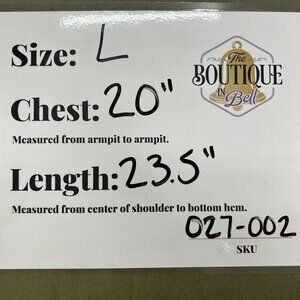 Size: L
The
BOUTIQUE
IN
Bell
Chest: 20"
Measured from armpit to armpit.
Length: 23.5"
Measured from center of shoulder to bottom hem.
027-002
SKU